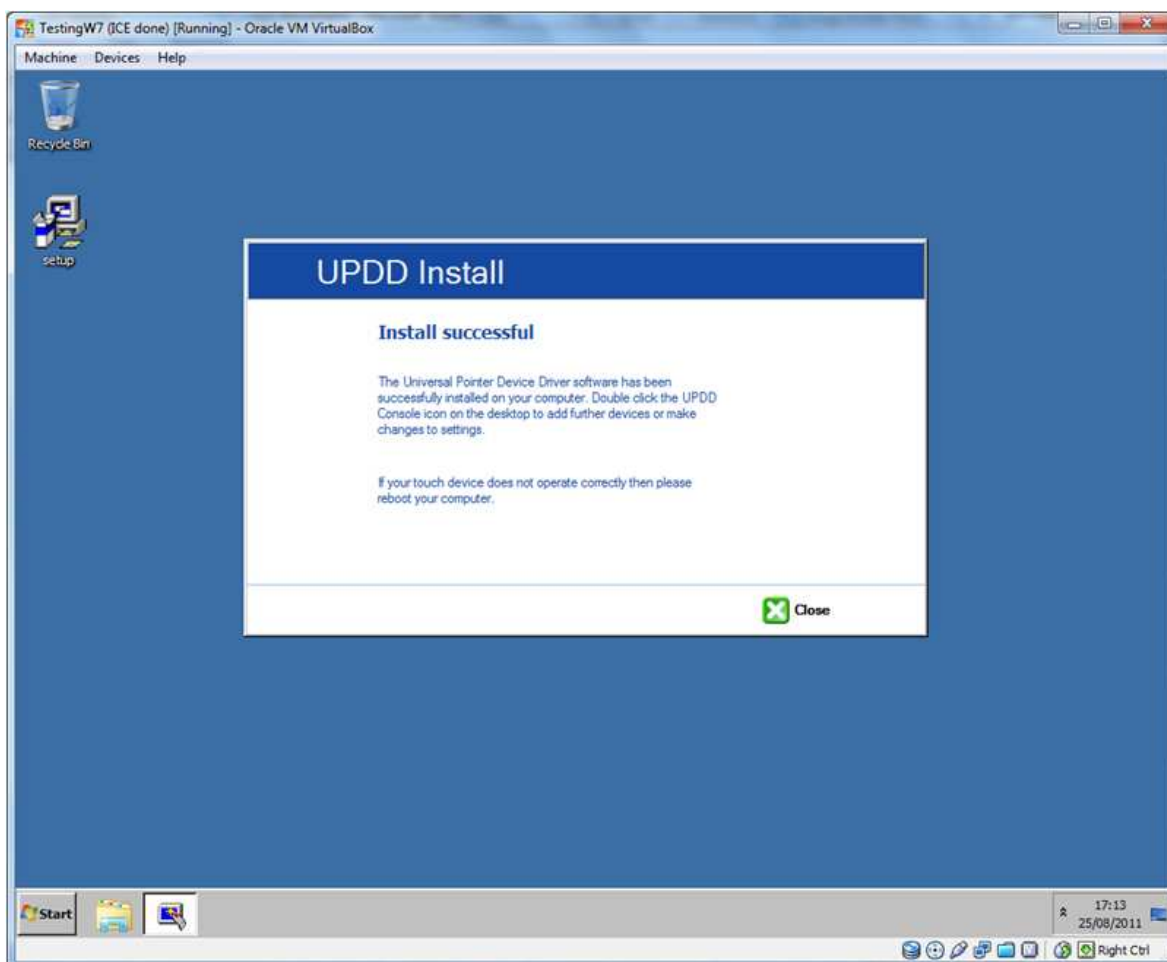 TestingW7 (ICE done) [Running] - Oracle VM VirtualBox
Machine Devices Help
Recycle Bin
setup
UPDD Install
Install successful
The Universal Pointer Device Driver software has been
successfully installed on your computer. Double click the UPDD
Console icon on the desktop to add further devices or make
changes to settings.
If your touch device does not operate correctly then please
reboot your computer.
Close
Start
17:13
25/08/2011
Right Ctrl